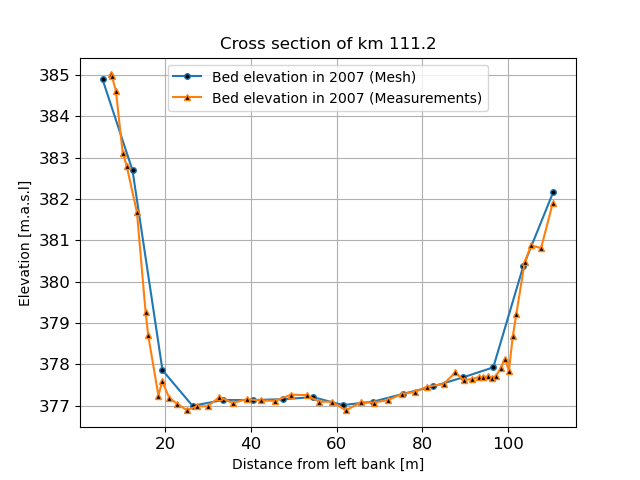 Cross section of km 111.2
Bed elevation in 2007 (Mesh)
Bed elevation in 2007 (Measurements)
Elevation [m.a.s.l]
385
384
383
382
381
380
379
378
377
20 40 60 80 100
Distance from left bank [m]